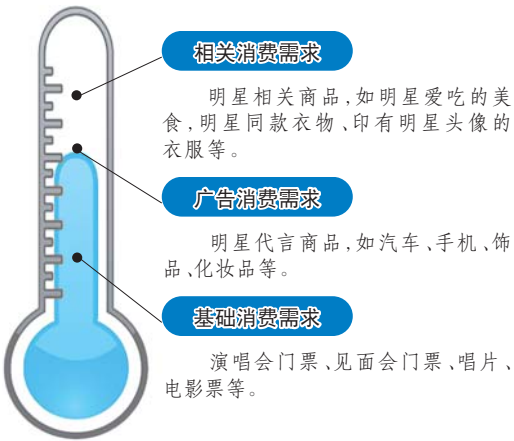 相关消费需求
明星相关商品,如明星爱吃的美
食,明星同款衣物、印有明星头像的
衣服等。
广告消费需求
明星代言商品,如汽车、手机、饰
品、化妆品等。
基础消费需求
演唱会门票、见面会门票、唱片、
电影票等。